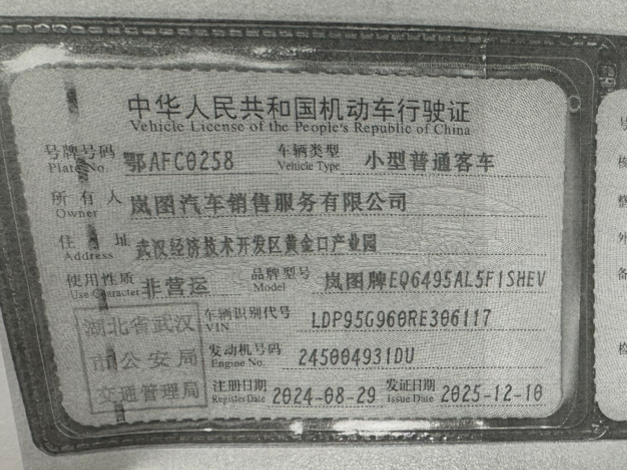 中华人民共和国机动车行驶证
Vehicle License of the People's Republic of China
号牌号码 鄂AFC0258 车辆类型 小型普通客车
Plate No. Vehicle Type
所有人 岚图汽车销售服务有限公司
Owner
住址 武汉经济技术开发区黄金口产业园
Address
使用性质 非营运 品牌型号 岚图牌EQ6495AL5F1SHEV
Use Character Model
湖北省武汉 车辆识别代号 LDP95G960RE306117
VIN
市公安局 发动机号码 245004931DU
Engine No.
交通管理局 注册日期 2024-08-29 发证日期 2025-12-10
Register Date Issue Date